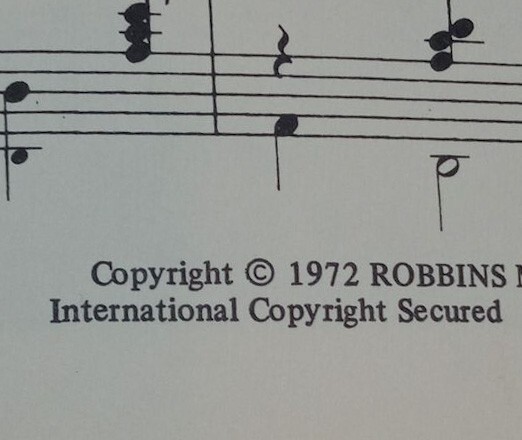 Copyright © 1972 ROBBINS
International Copyright Secured